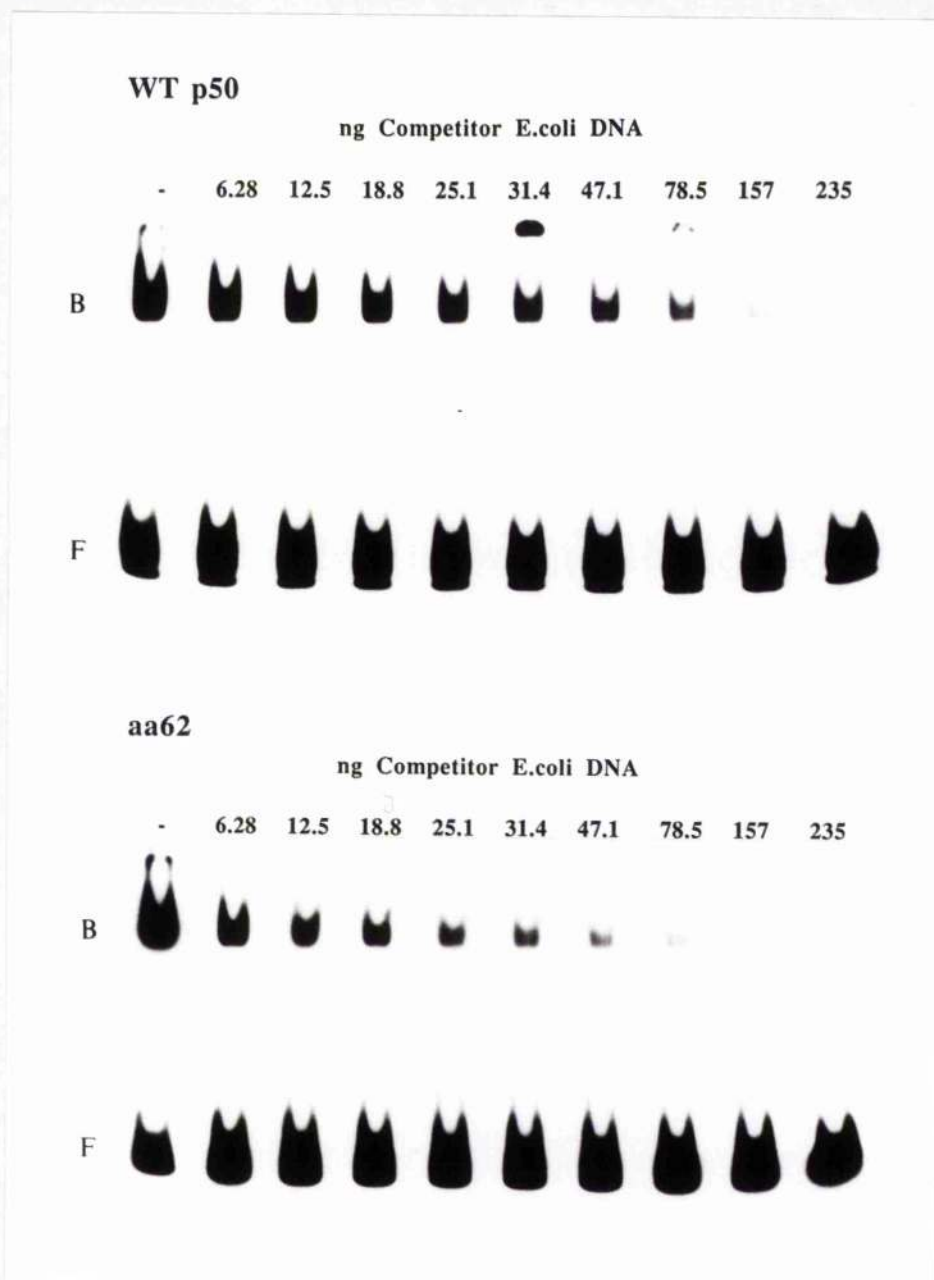 WT p50
ng Competitor E.coli DNA
- 6.28 12.5 18.8 25.1 31.4 47.1 78.5 157 235
B
F
aa62
ng Competitor E.coli DNA
- 6.28 12.5 18.8 25.1 31.4 47.1 78.5 157 235
B
F